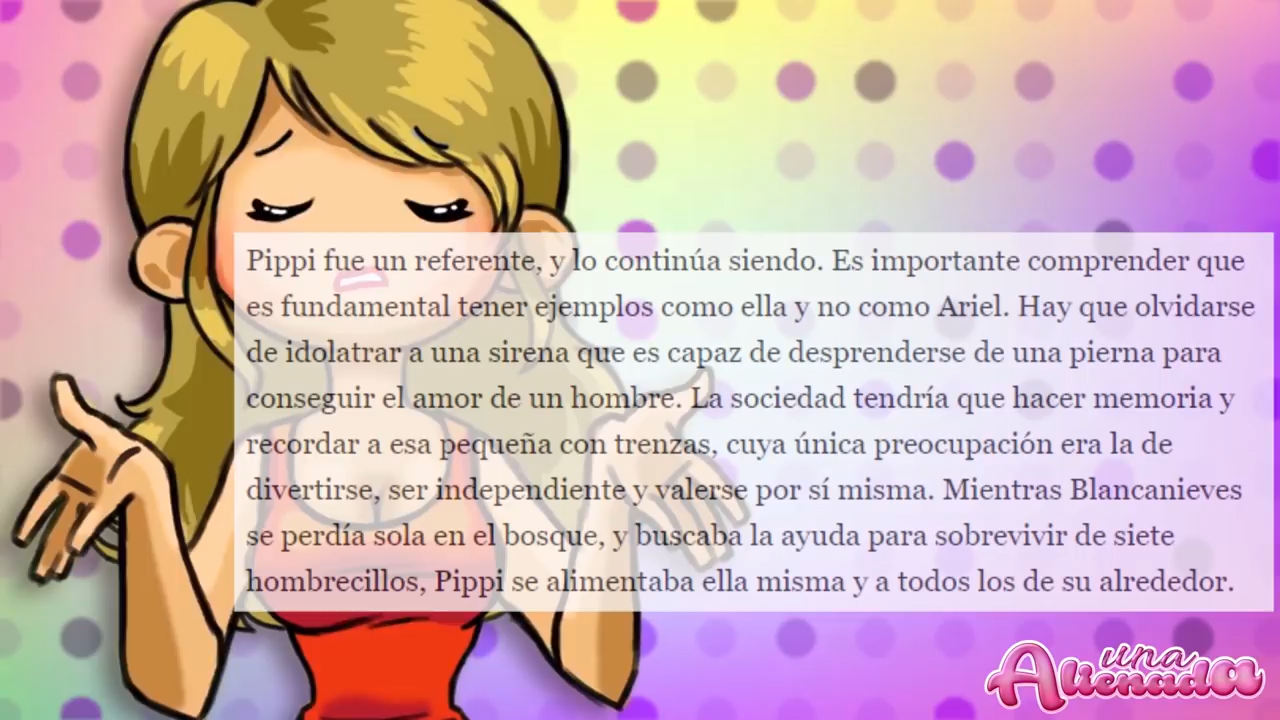 Pippi fue un referente, y lo continúa siendo. Es importante comprender que
es fundamental tener ejemplos como ella y no como Ariel. Hay que olvidarse
de idolatrar a una sirena que es capaz de desprenderse de una pierna para
conseguir el amor de un hombre. La sociedad tendría que hacer memoria y
recordar a esa pequeña con trenzas, cuya única preocupación era la de
divertirse, ser independiente y valerse por sí misma. Mientras Blancanieves
se perdía sola en el bosque, y buscaba la ayuda para sobrevivir de siete
hombrecillos, Pippi se alimentaba ella misma y a todos los de su alrededor.
una
Alienada